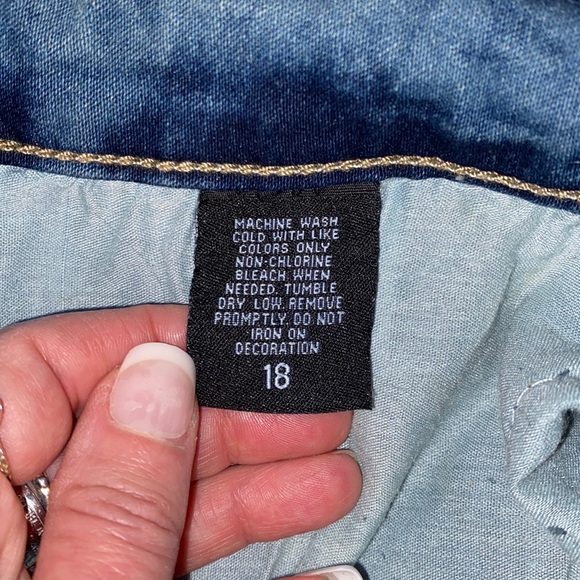 MACHINE WASH
COLD WITH LIKE
COLORS ONLY
NON-CHLORINE
BLEACH. WHEN
NEEDED. TUMBLE
DRY LOW. REMOVE
PROMPTLY. DO NOT
IRON ON
DECORATION
18